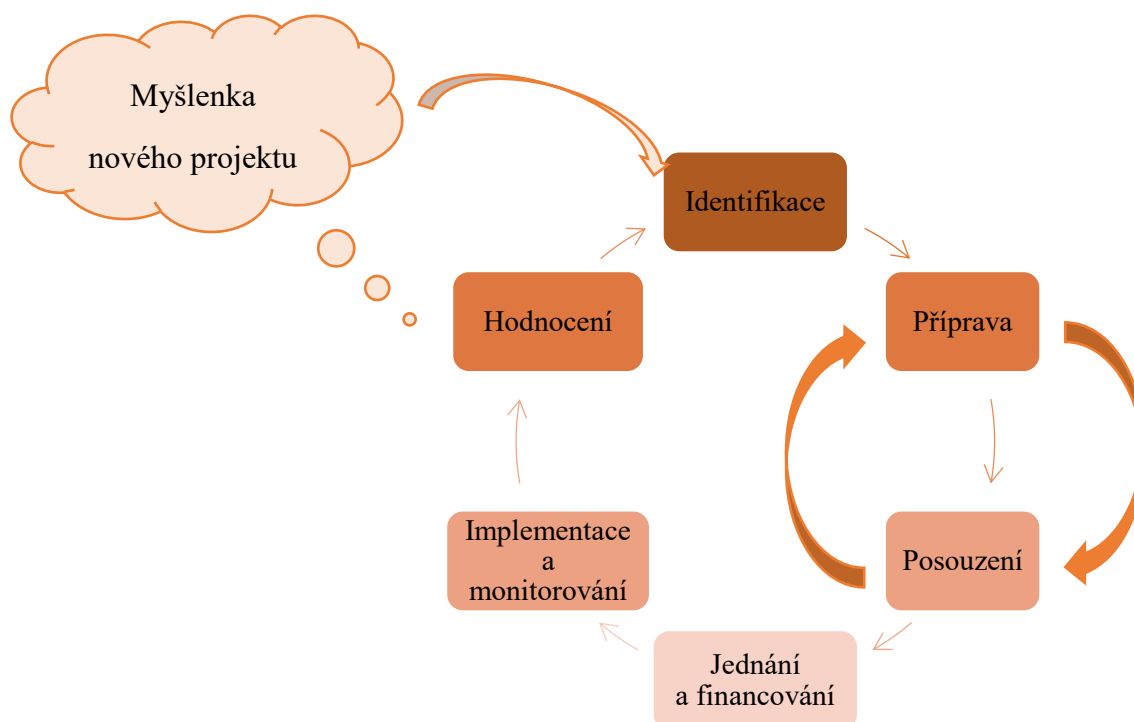 Myšlenka
nového projektu
Identifikace
Hodnocení
Příprava
Implementace
a
monitorování
Posouzení
Jednání
a financování